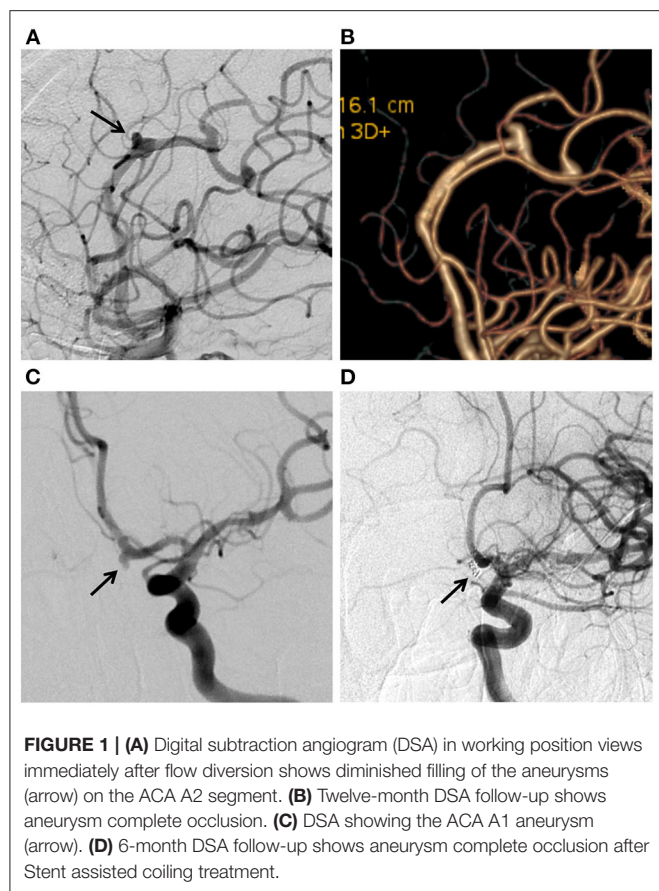 A
B
16.1 cm
n 3D+
C
D
FIGURE 1 | (A) Digital subtraction angiogram (DSA) in working position views
immediately after flow diversion shows diminished filling of the aneurysms
(arrow) on the ACA A2 segment. (B) Twelve-month DSA follow-up shows
aneurysm complete occlusion. (C) DSA showing the ACA A1 aneurysm
(arrow). (D) 6-month DSA follow-up shows aneurysm complete occlusion after
Stent assisted coiling treatment.